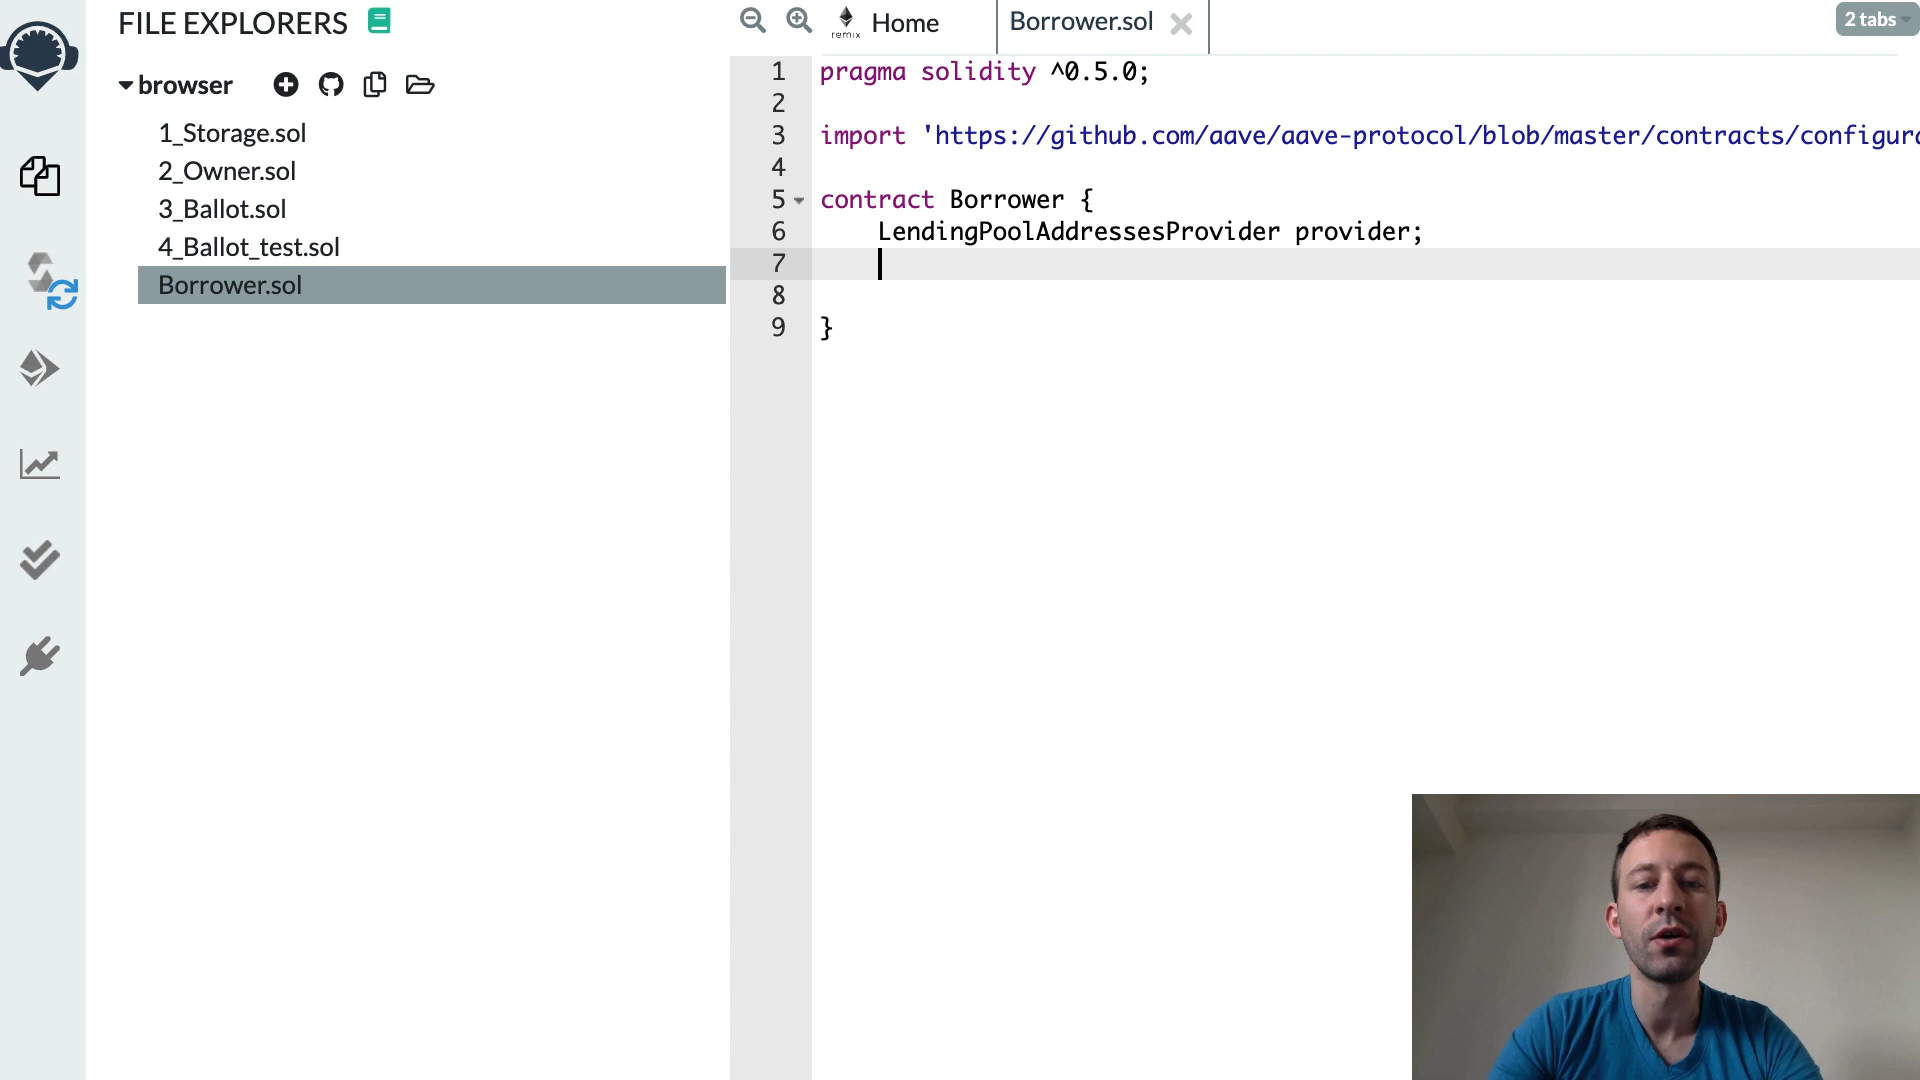 FILE EXPLORERS
browser
1_Storage.sol
2_Owner.sol
3_Ballot.sol
4_Ballot_test.sol
Borrower.sol
remix
Home
Borrower.sol
2 tabs
1 pragma solidity ^0.5.0;
2
3 import 'https://github.com/aave/aave-protocol/blob/master/contracts/configura
4
5 contract Borrower {
6 LendingPoolAddressesProvider provider;
7
8
9 }